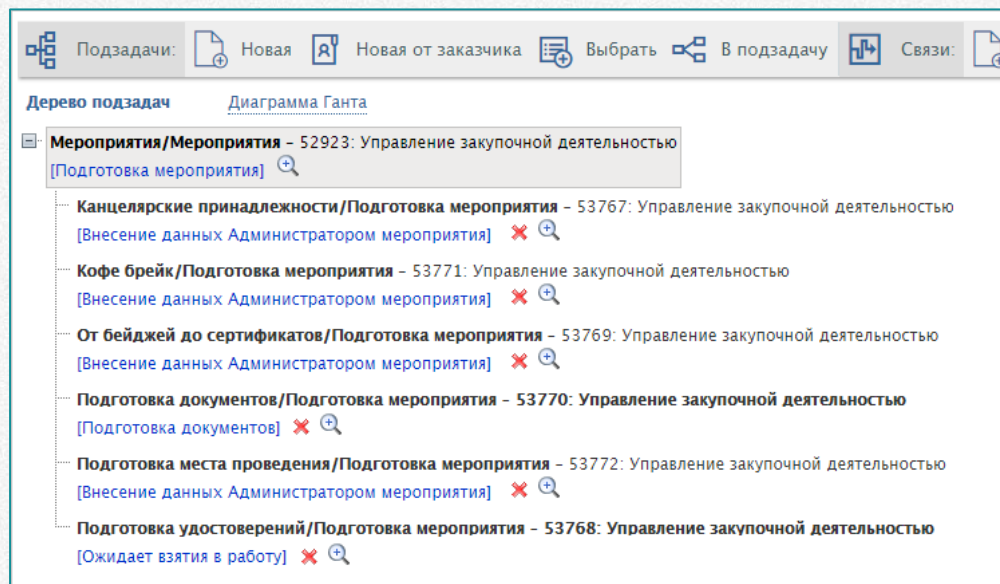 Подзадачи: Новая Новая от заказчика Выбрать В подзадачу Связи:
Дерево подзадач Диаграмма Ганта
Мероприятия/Мероприятия – 52923: Управление закупочной деятельностью
[Подготовка мероприятия]
Канцелярские принадлежности/Подготовка мероприятия – 53767: Управление закупочной деятельностью
[Внесение данных Администратором мероприятия]
Кофе брейк/Подготовка мероприятия – 53771: Управление закупочной деятельностью
[Внесение данных Администратором мероприятия]
От бейджей до сертификатов/Подготовка мероприятия – 53769: Управление закупочной деятельностью
[Внесение данных Администратором мероприятия]
Подготовка документов/Подготовка мероприятия – 53770: Управление закупочной деятельностью
[Подготовка документов]
Подготовка места проведения/Подготовка мероприятия – 53772: Управление закупочной деятельностью
[Внесение данных Администратором мероприятия]
Подготовка удостоверений/Подготовка мероприятия – 53768: Управление закупочной деятельностью
[Ожидает взятия в работу]